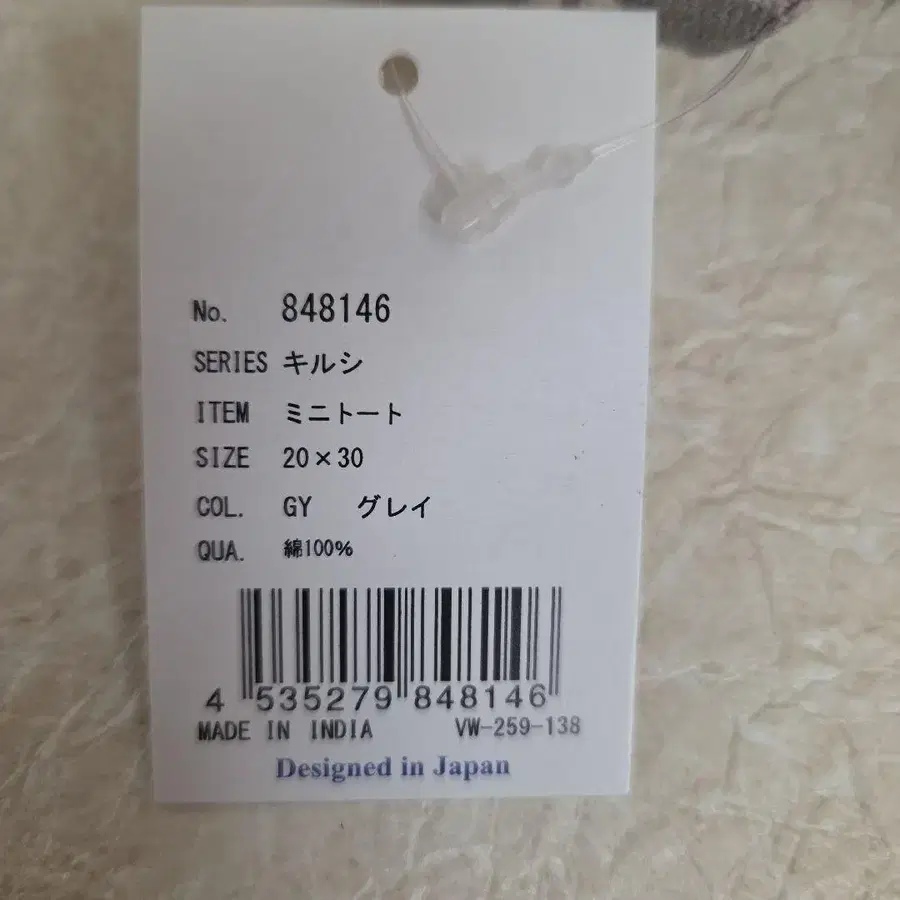 No. 848146
SERIES キルシ
ITEM ミニトート
SIZE 20×30
COL. GY グレイ
QUA. 綿100%
4 535279 848146
MADE IN INDIA VW-259-138
Designed in Japan